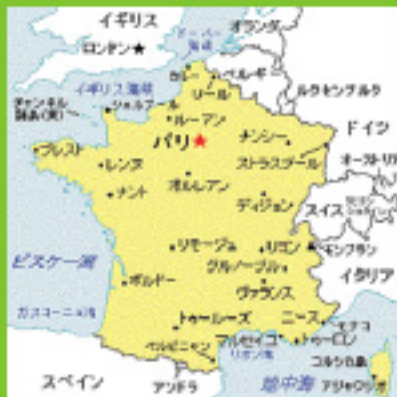 イギリス
オランダ
ロンドン★
ドーバー
海峡
カレー
ベルギー
イギリス海峡
リール
ルクセンブルク
チャンネル
諸島(英)
シェルブール
ルーアン
パリ★
ナンシー
ドイツ
ブレスト
レンヌ
ストラスブール
オーストリア
オルレアン
ナント
ディジョン
スイス
ビスケー湾
リモージュ
リヨン
モンブラン
グルノーブル
イタリア
ボルドー
ヴァランス
ガスコーニュ湾
トゥールーズ
ニース
モナコ
マルセイユ
トゥーロン
ペルピニャン
リオン湾
コルシカ島
スペイン
アンドラ
地中海
アジャクシオ